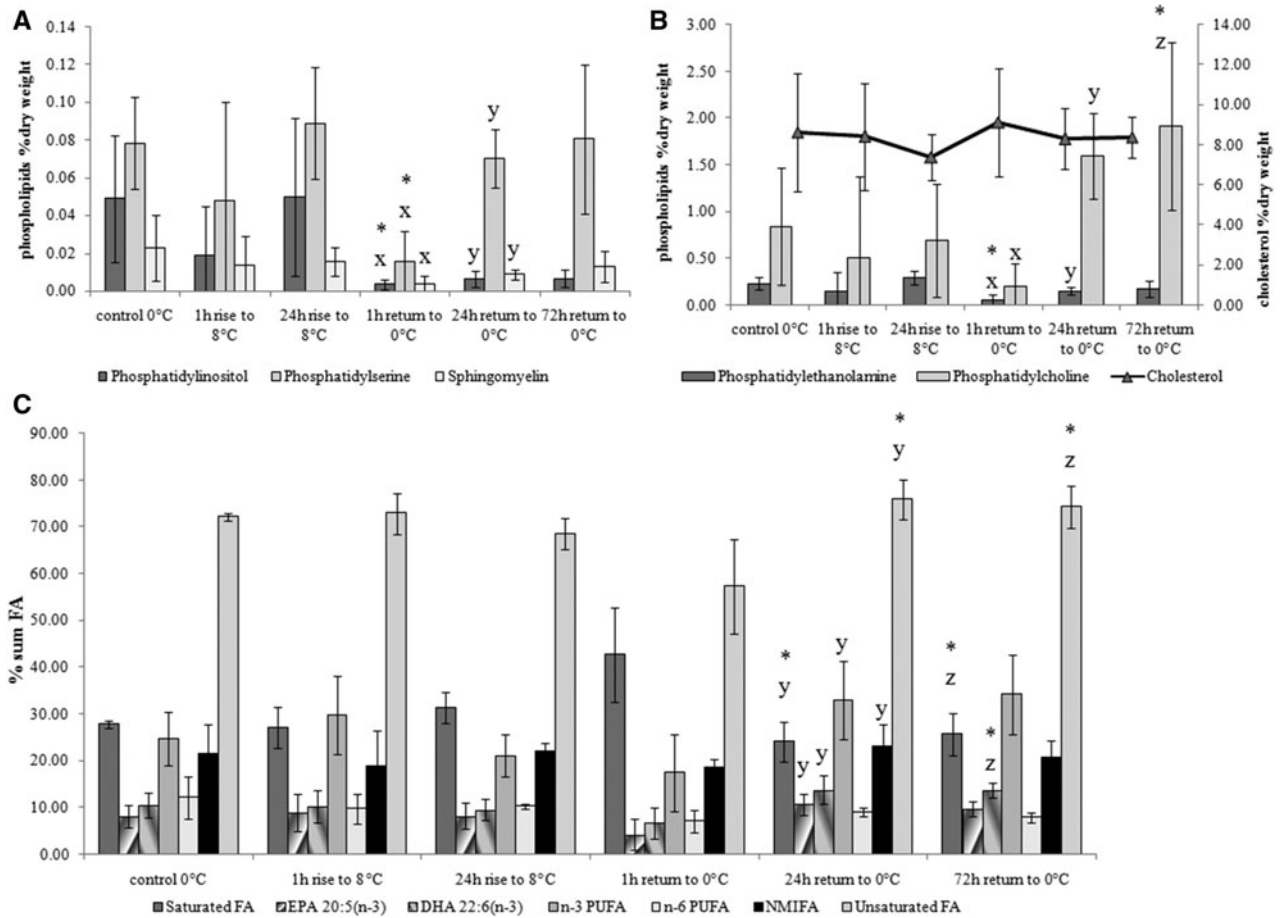 A
phospholipids %dry weight
0.14
0.12
0.10
0.08
0.06
0.04
0.02
0.00
* * y
x x x y y
control 0°C 1h rise to 8°C 24h rise to 8°C 1h return to 0°C 24h return to 0°C 72h return to 0°C
Phosphatidylinositol Phosphatidylserine Sphingomyelin
B
phospholipids %dry weight
3.00
2.50
2.00
1.50
1.00
0.50
0.00
cholesterol %dry weight
14.00
12.00
10.00
8.00
6.00
4.00
2.00
0.00
*
z
y
*
x x y
control 0°C 1h rise to 8°C 24h rise to 8°C 1h return to 0°C 24h return to 0°C 72h return to 0°C
Phosphatidylethanolamine Phosphatidylcholine Cholesterol
C
% sum FA
90.00
80.00
70.00
60.00
50.00
40.00
30.00
20.00
10.00
0.00
* *
y z
* y *
y z
y y y *
z
control 0°C 1h rise to 8°C 24h rise to 8°C 1h return to 0°C 24h return to 0°C 72h return to 0°C
Saturated FA EPA 20:5(n-3) DHA 22:6(n-3) n-3 PUFA n-6 PUFA NMIFA Unsaturated FA